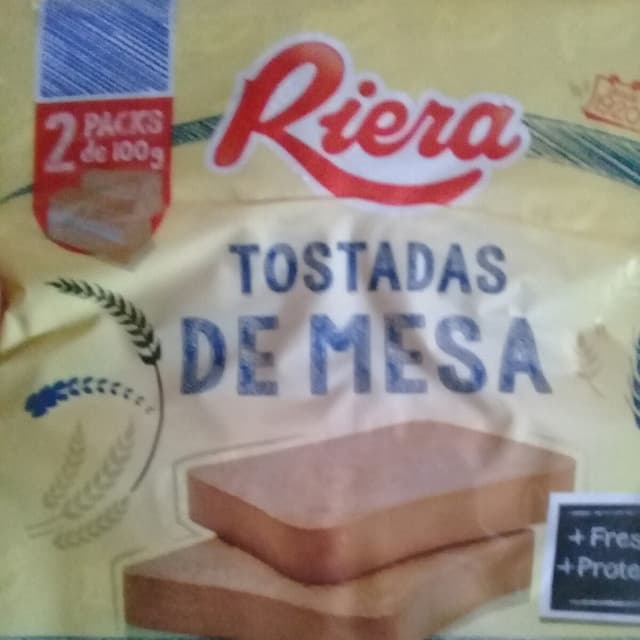 2 PACKS
de 100g
Riera
TOSTADAS
DE MESA
+ Fres
+ Prote